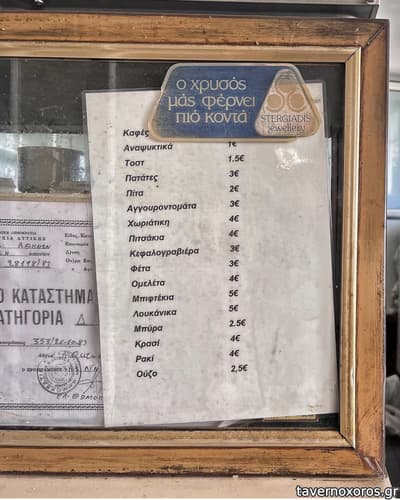 ο χρυσός
μάς φέρνει
πιό κοντά
STERGIADIS
jewellery
Καφές
Αναψυκτικά 1€
Τοστ 1.5€
Πατάτες 3€
Πίτα 2€
Αγγουροντομάτα 3€
Χωριάτικη 4€
Πιτσάκια 4€
Κεφαλογραβιέρα 3€
Φέτα 3€
Ομελέτα 4€
Μπιφτέκια 5€
Λουκάνικα 5€
Μπύρα 2.5€
Κρασί 4€
Ρακί 4€
Ούζο 2,5€
ΚΑΤΑΣΤΗΜΑ
ΑΤΗΓΟΡΙΑ Δ
tavernoxoros.gr